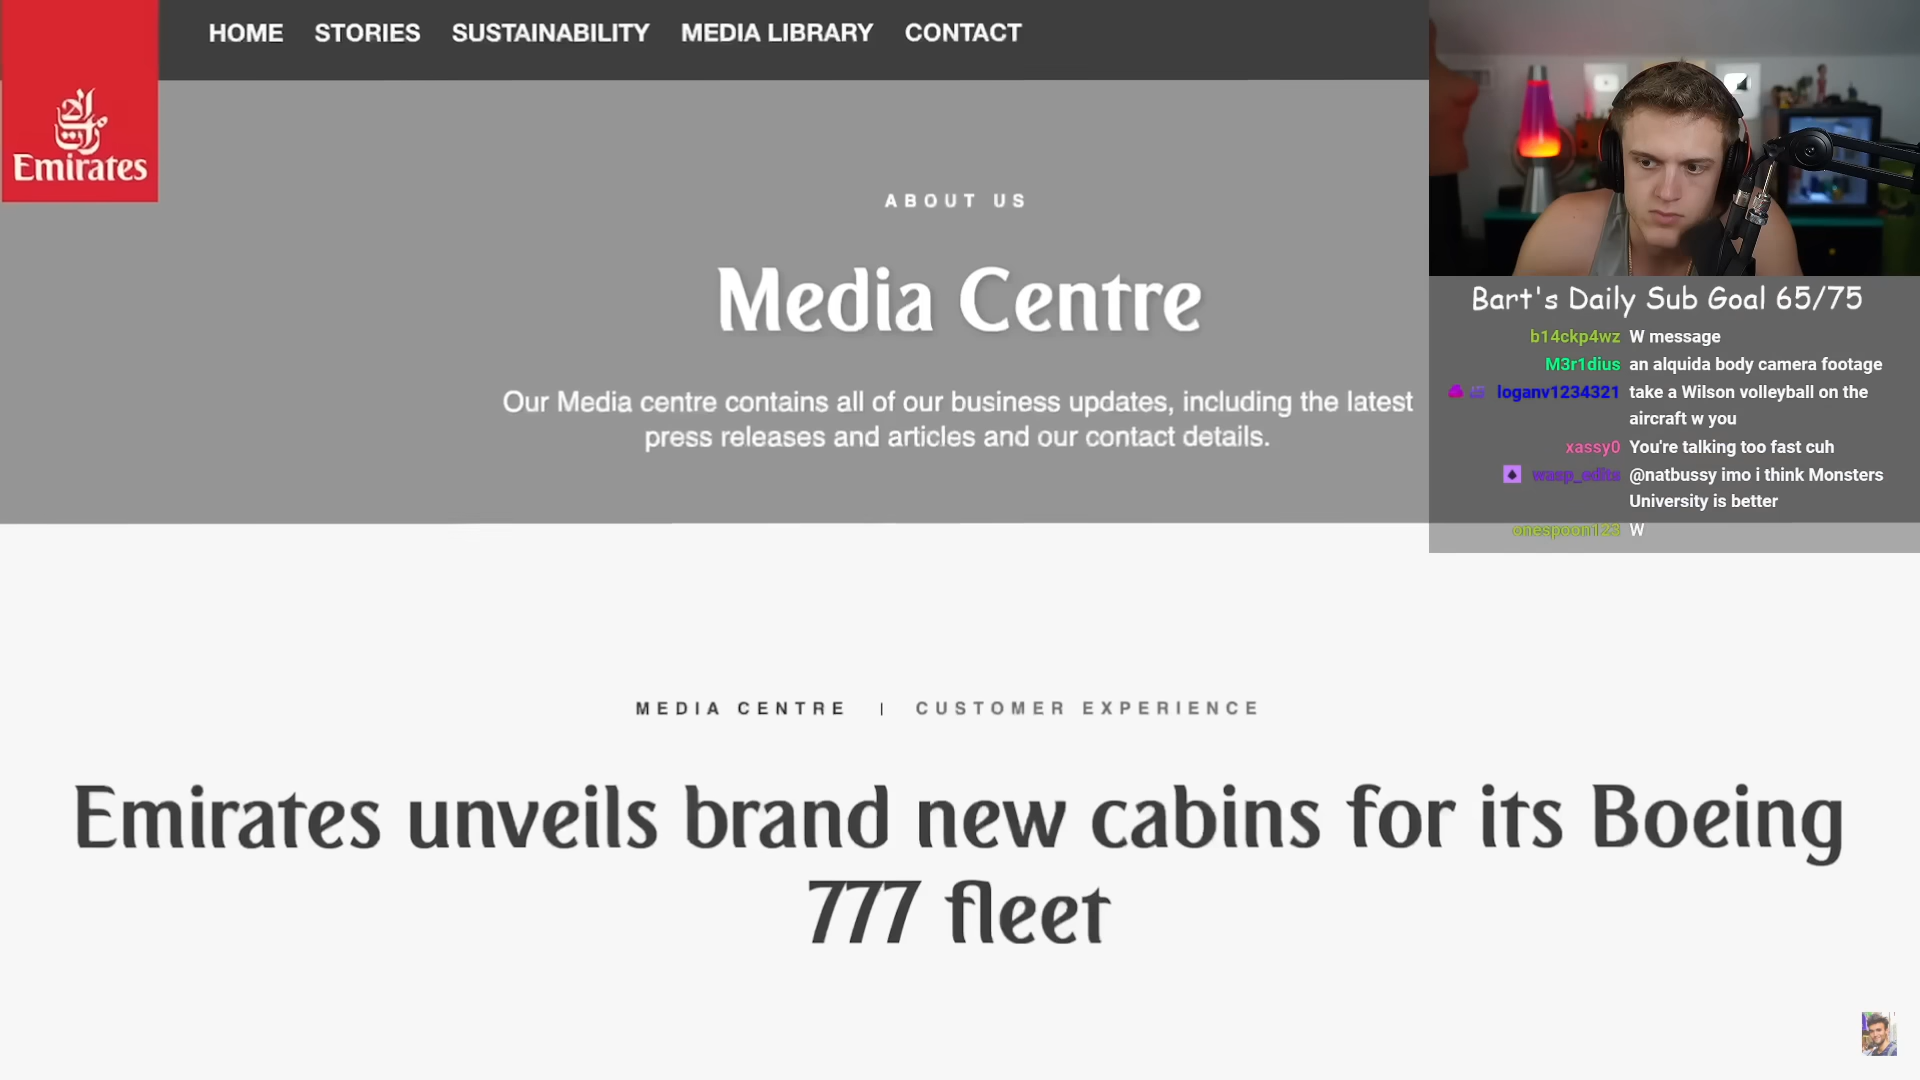 HOME STORIES SUSTAINABILITY MEDIA LIBRARY CONTACT
Emirates
ABOUT US
Media Centre
Our Media centre contains all of our business updates, including the latest
press releases and articles and our contact details.
Bart's Daily Sub Goal 65/75
b14ckp4wz W message
M3r1dius an alquida body camera footage
loganv1234321 take a Wilson volleyball on the
aircraft w you
xassy0 You're talking too fast cuh
wasp_edits @natbussy imo i think Monsters
University is better
onespoon123 W
MEDIA CENTRE | CUSTOMER EXPERIENCE
Emirates unveils brand new cabins for its Boeing
777 fleet